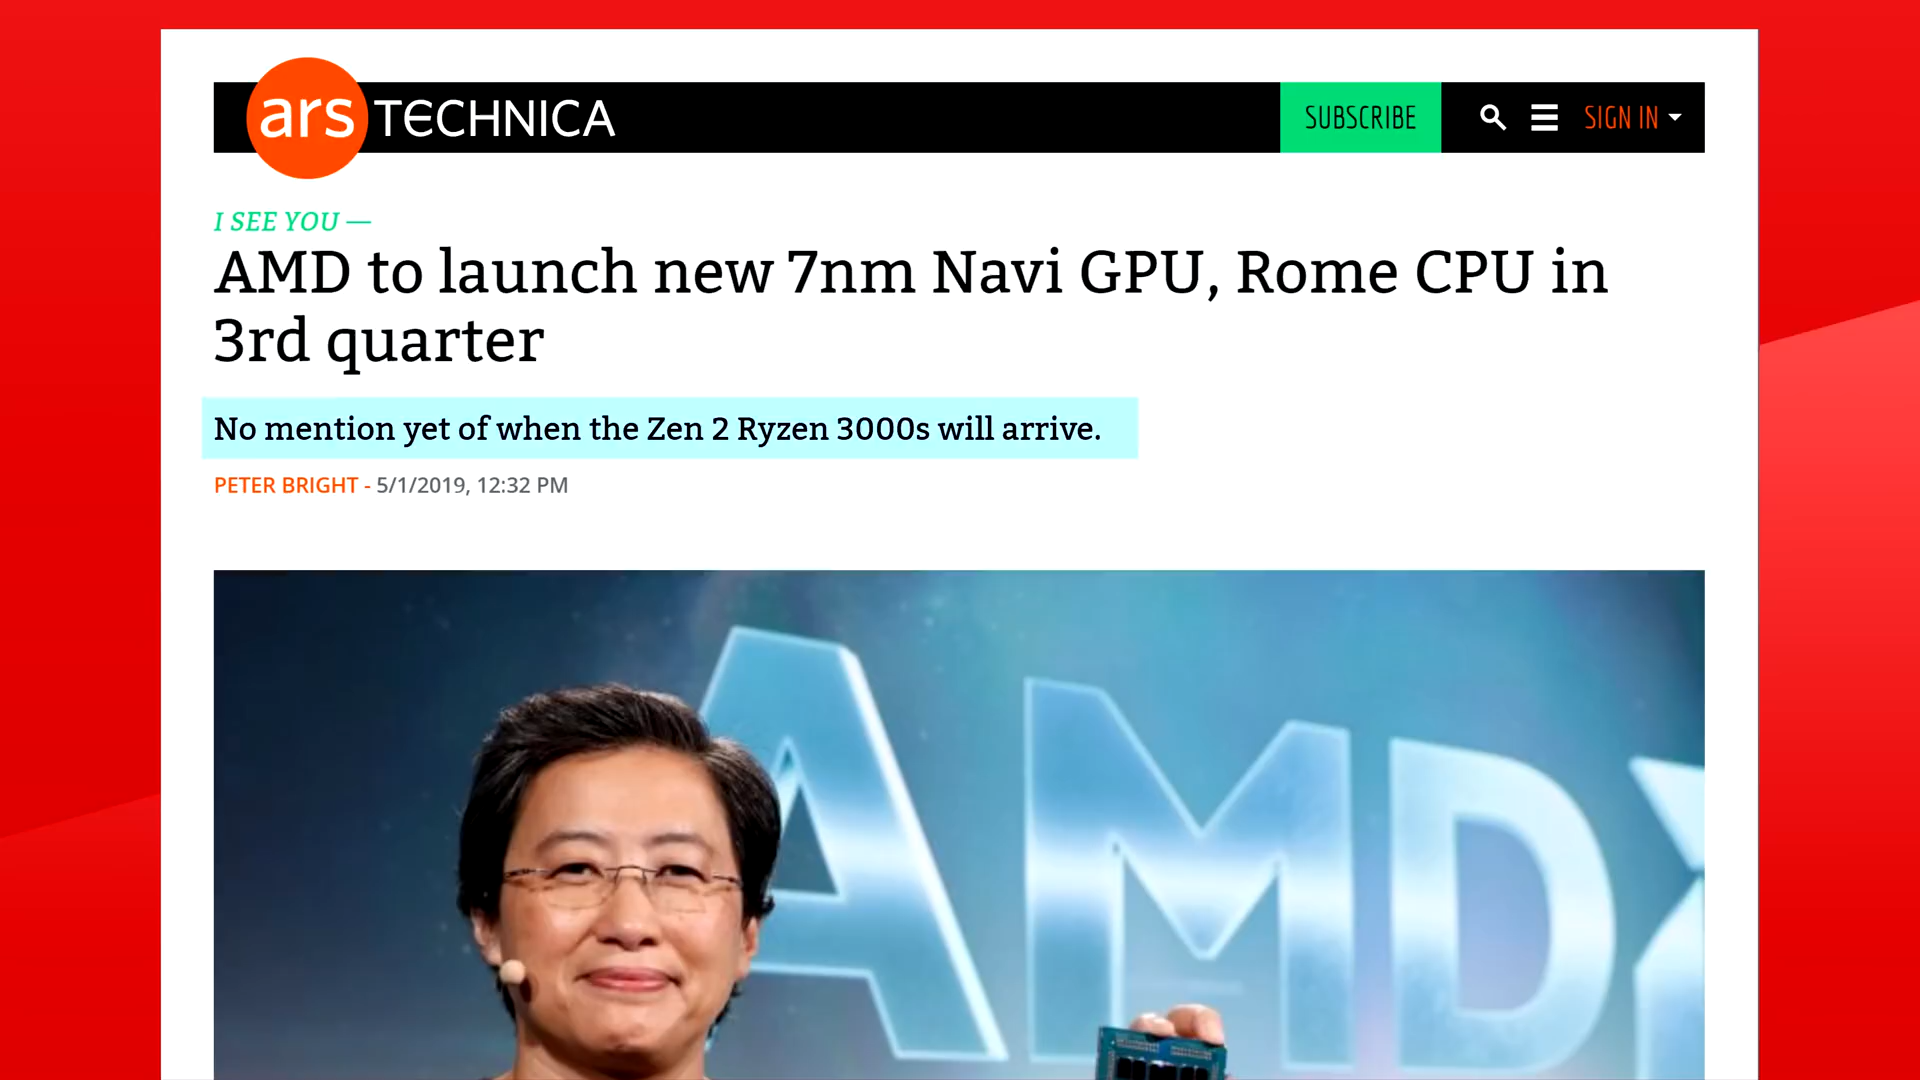 ars TECHNICA
SUBSCRIBE
SIGN IN
I SEE YOU —
AMD to launch new 7nm Navi GPU, Rome CPU in
3rd quarter
No mention yet of when the Zen 2 Ryzen 3000s will arrive.
PETER BRIGHT - 5/1/2019, 12:32 PM
AMD